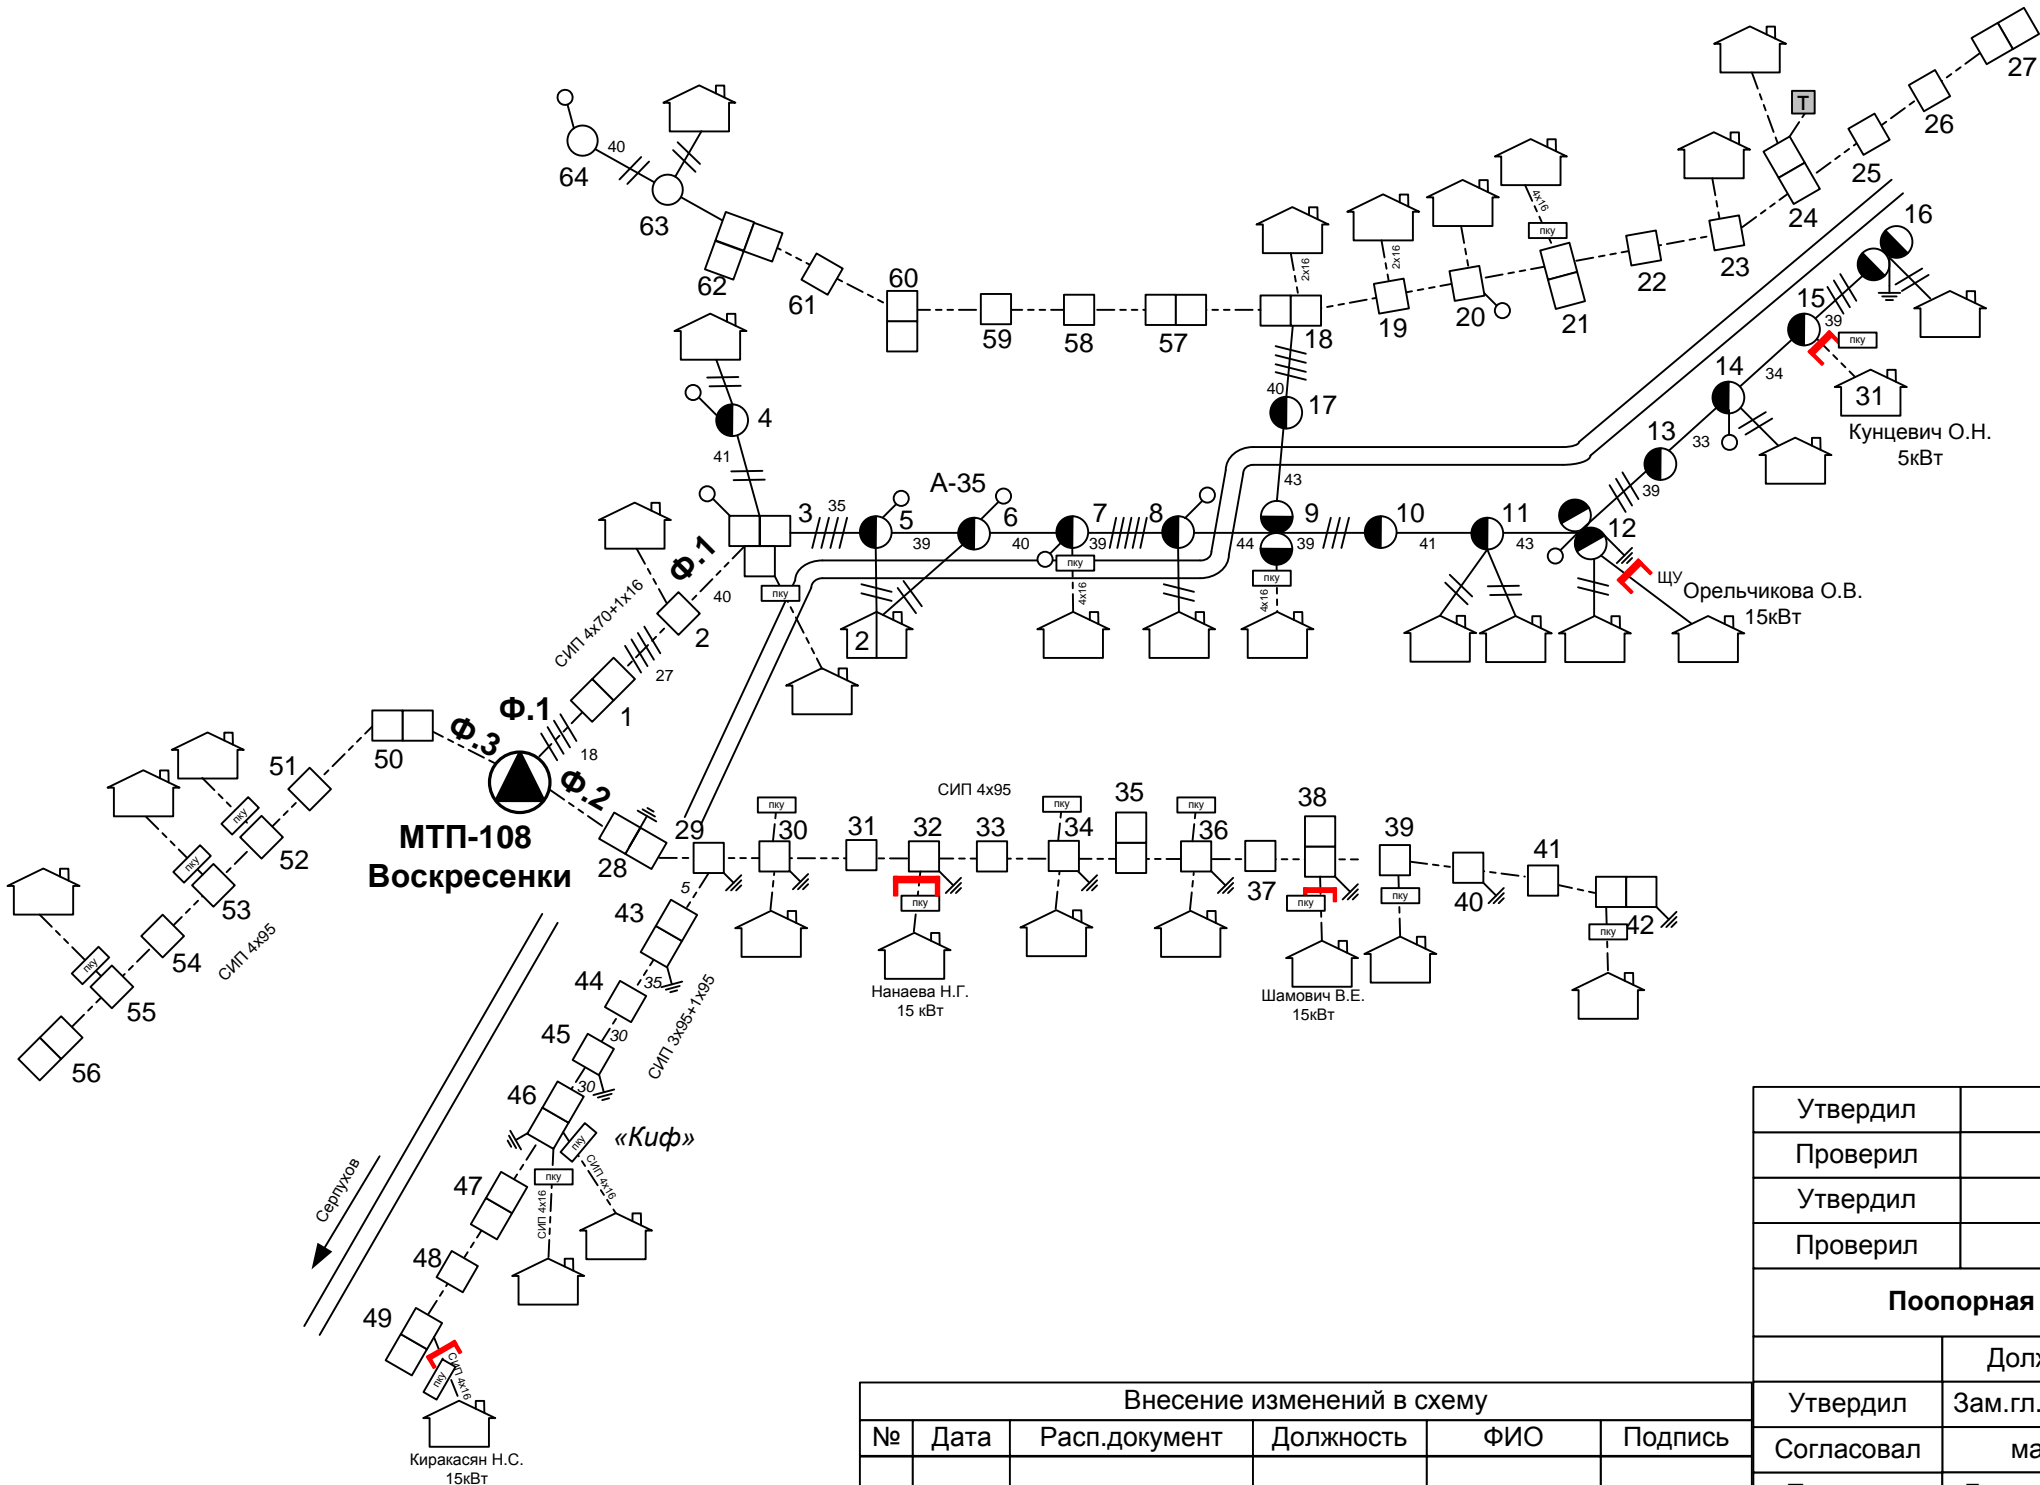 27
Т
26
25
24
23
22
21
20
19
18
64
40
63
62
61
60
59
58
57
2х16
2х16
4х16
пку
16
15
39
пку
34
31
Кунцевич О.Н.
5кВт
14
33
13
39
40
17
43
4
41
А-35
3
35
5
39
6
40
7
39
8
44
9
39
10
41
11
43
12
ЩУ
Орельчикова О.В.
15кВт
пку
4х16
пку
4х16
пку
2
Ф.1
40
СИП 4х70+1х16
2
27
1
Ф.1
18
Ф.3
Ф.2
МТП-108
Воскресенки
50
51
52
пку
53
пку
54
СИП 4х95
55
пку
56
28
29
30
пку
31
32
пку
Нанаева Н.Г.
15 кВт
33
СИП 4х95
34
пку
35
36
пку
37
38
пку
Шамович В.Е.
15кВт
39
пку
40
41
42
пку
5
43
35
44
СИП 3х95+1х95
30
45
30
46
«Киф»
пку
СИП 4х16
пку
СИП 4х16
47
48
49
СИП 4х16
пку
Киракасян Н.С.
15кВт
Серпухов
Утвердил
Проверил
Утвердил
Проверил
Поопорная
Утвердил
Зам.гл.
Согласовал
Внесение изменений в схему
№ Дата Расп.документ Должность ФИО Подпись